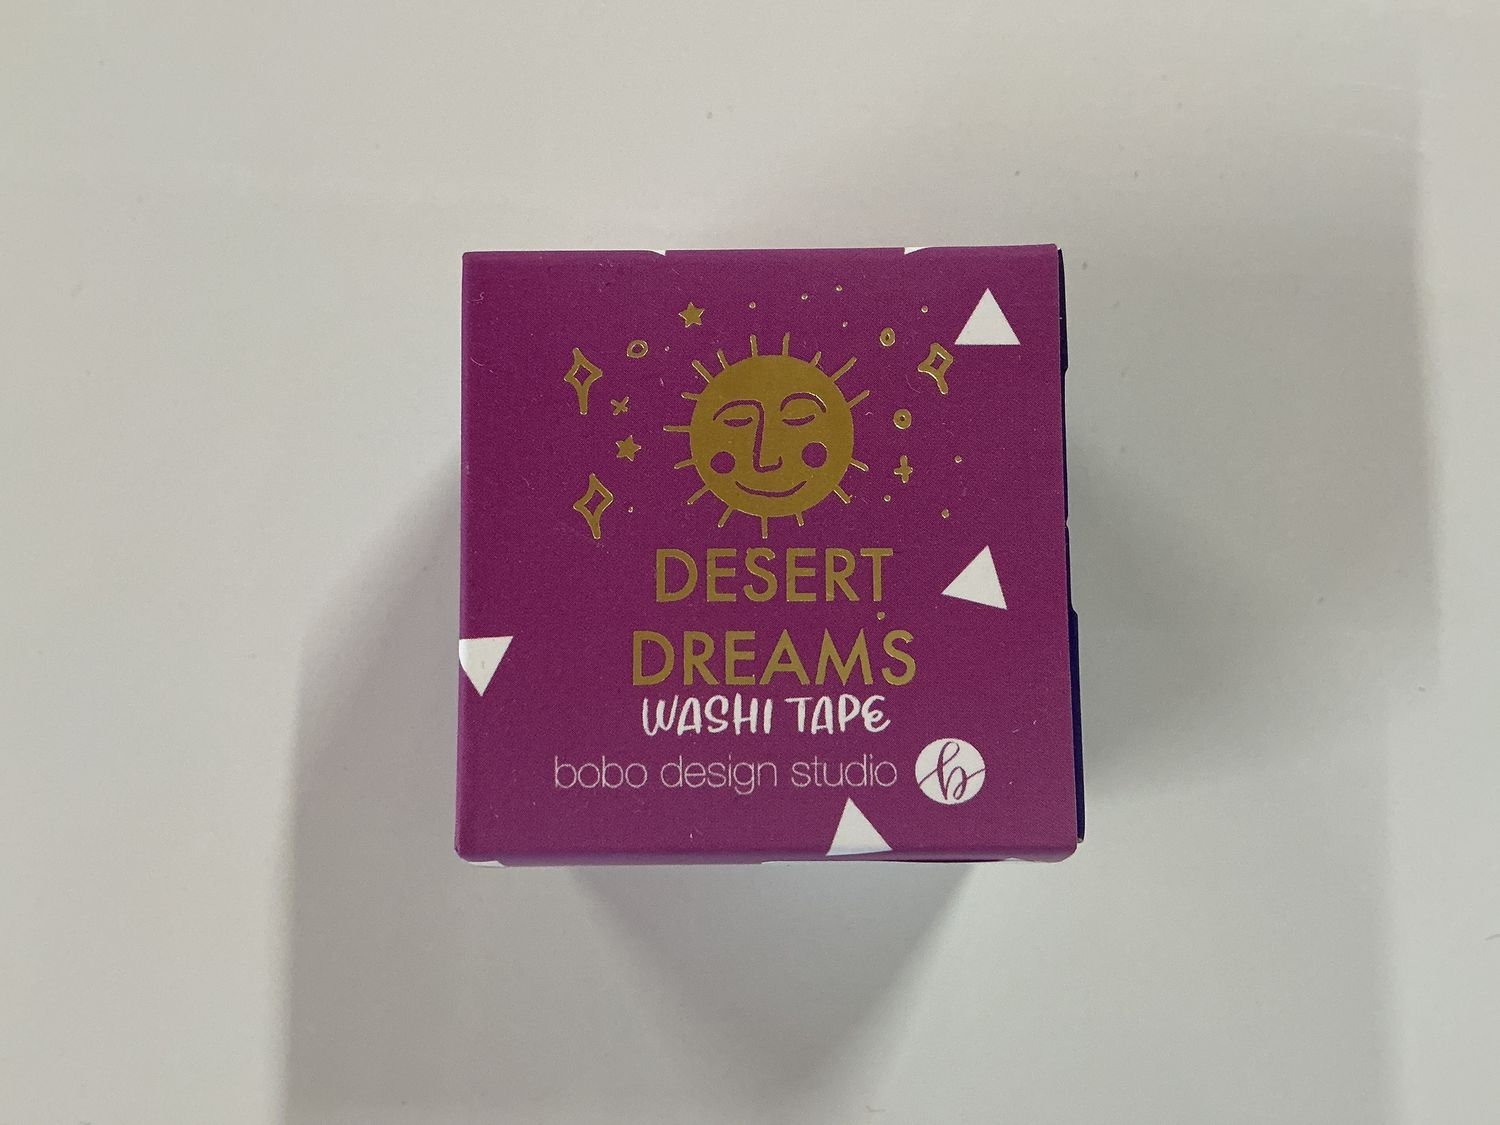 DESERT
DREAMS
WASHI TAPE
bobo design studio b